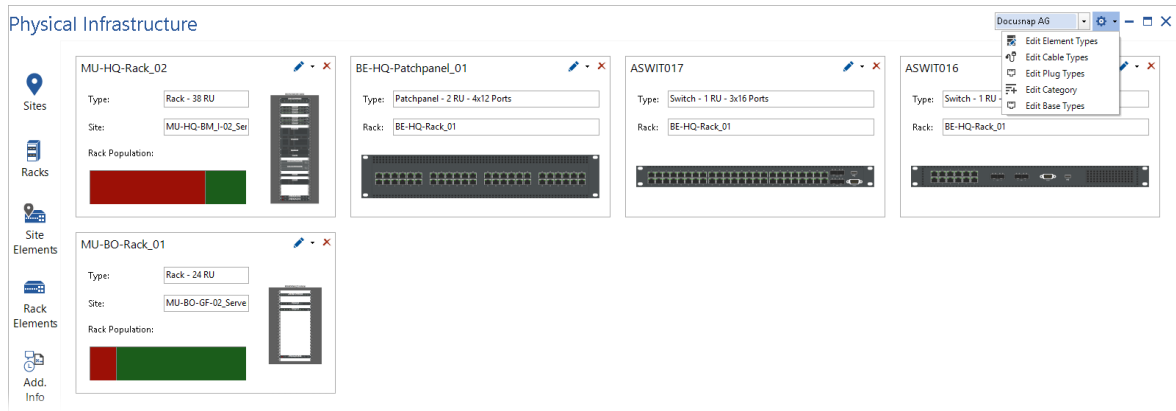 Physical Infrastructure
Docusnap AG
Edit Element Types
Edit Cable Types
Edit Plug Types
Edit Category
Edit Base Types
Sites
Racks
Site
Elements
Rack
Elements
Add.
Info
MU-HQ-Rack_02
Type: Rack - 38 RU
Site: MU-HQ-BM_I-02_Ser
Rack Population:
BE-HQ-Patchpanel_01
Type: Patchpanel - 2 RU - 4x12 Ports
Rack: BE-HQ-Rack_01
ASWIT017
Type: Switch - 1 RU - 3x16 Ports
Rack: BE-HQ-Rack_01
ASWIT016
Type: Switch - 1 RU -
Rack: BE-HQ-Rack_01
MU-BO-Rack_01
Type: Rack - 24 RU
Site: MU-BO-GF-02_Serve
Rack Population: